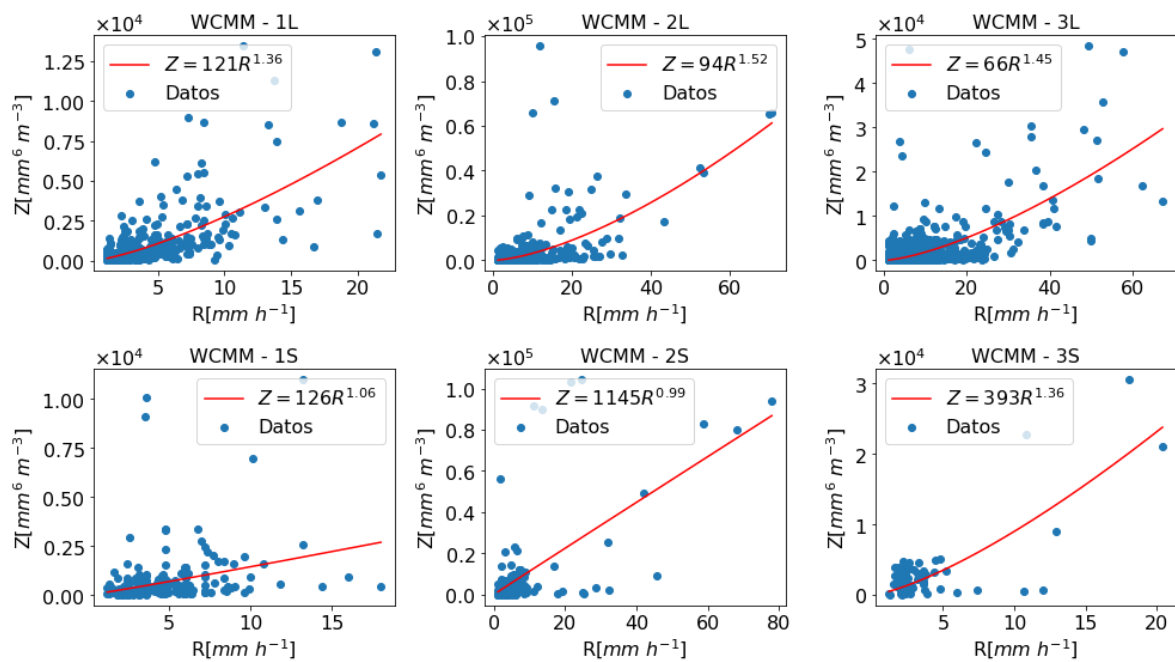 ×10⁴ WCMM - 1L
Z = 121R^1.36
Datos
Z[mm⁶ m⁻³]
1.25
1.00
0.75
0.50
0.25
0.00
5 10 15 20
R[mm h⁻¹]
×10⁵ WCMM - 2L
Z = 94R^1.52
Datos
Z[mm⁶ m⁻³]
1.0
0.8
0.6
0.4
0.2
0.0
0 20 40 60
R[mm h⁻¹]
×10⁴ WCMM - 3L
Z = 66R^1.45
Datos
Z[mm⁶ m⁻³]
5
4
3
2
1
0
0 20 40 60
R[mm h⁻¹]
×10⁴ WCMM - 1S
Z = 126R^1.06
Datos
Z[mm⁶ m⁻³]
1.00
0.75
0.50
0.25
0.00
5 10 15
R[mm h⁻¹]
×10⁵ WCMM - 2S
Z = 1145R^0.99
Datos
Z[mm⁶ m⁻³]
1.0
0.8
0.6
0.4
0.2
0.0
0 20 40 60 80
R[mm h⁻¹]
×10⁴ WCMM - 3S
Z = 393R^1.36
Datos
Z[mm⁶ m⁻³]
3
2
1
0
5 10 15 20
R[mm h⁻¹]